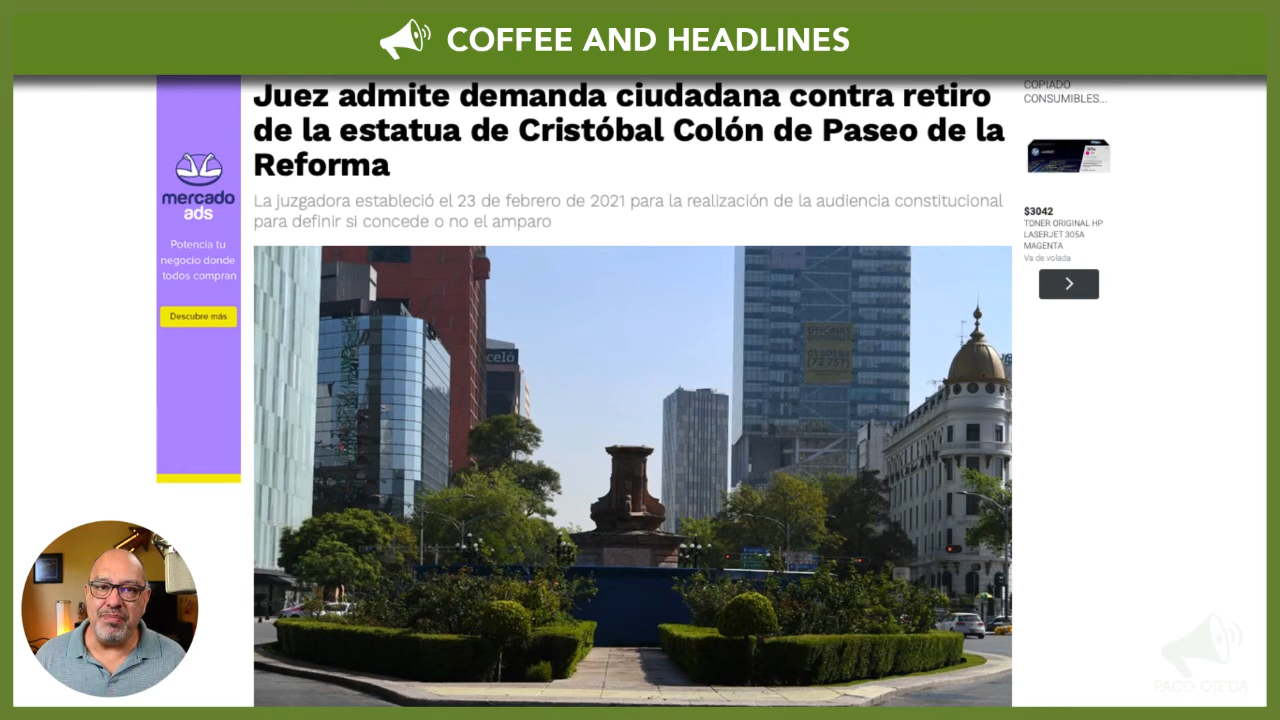 COFFEE AND HEADLINES
Juez admite demanda ciudadana contra retiro
de la estatua de Cristóbal Colón de Paseo de la
Reforma
La juzgadora estableció el 23 de febrero de 2021 para la realización de la audiencia constitucional
para definir si concede o no el amparo
mercado
ads
Potencia tu
negocio donde
todos compran
Descubre más
COPIADO
CONSUMIBLES...
$3042
TONER ORIGINAL HP
LASERJET 305A
MAGENTA
Va de volada
celó
OFICINAS
PACO OJEDA